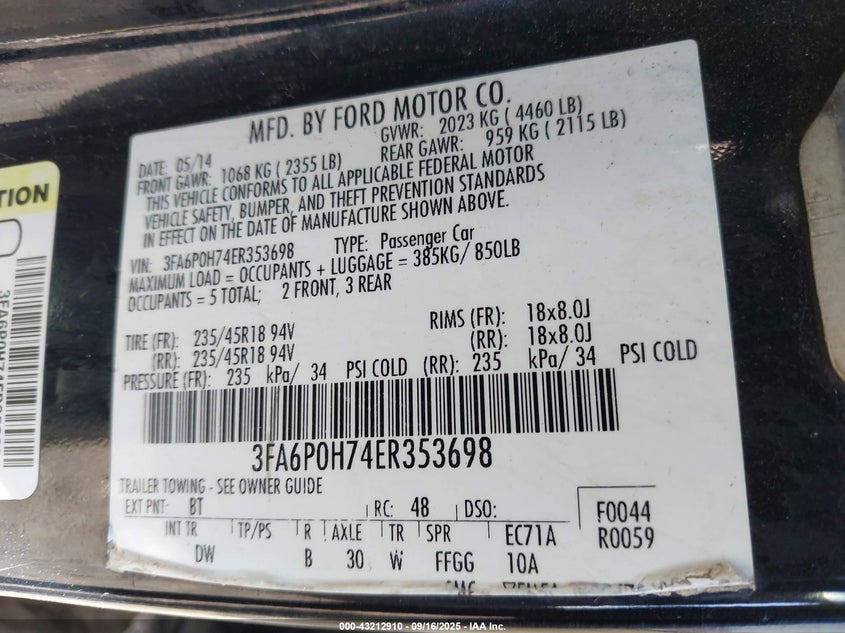 MFD. BY FORD MOTOR CO.
DATE: 05/14 GVWR: 2023 KG ( 4460 LB)
FRONT GAWR: 1068 KG ( 2355 LB) REAR GAWR: 959 KG ( 2115 LB)
THIS VEHICLE CONFORMS TO ALL APPLICABLE FEDERAL MOTOR
VEHICLE SAFETY, BUMPER, AND THEFT PREVENTION STANDARDS
IN EFFECT ON THE DATE OF MANUFACTURE SHOWN ABOVE.
VIN: 3FA6P0H74ER353698 TYPE: Passenger Car
MAXIMUM LOAD = OCCUPANTS + LUGGAGE = 385KG/ 850LB
OCCUPANTS = 5 TOTAL; 2 FRONT, 3 REAR
TIRE (FR): 235/45R18 94V RIMS (FR): 18x8.0J
(RR): 235/45R18 94V (RR): 18x8.0J
PRESSURE (FR): 235 kPa/ 34 PSI COLD (RR): 235 kPa/ 34 PSI COLD
3FA6P0H74ER353698
TRAILER TOWING - SEE OWNER GUIDE
EXT PNT: BT RC: 48 DSO: F0044
INT TR TP/PS R AXLE TR SPR EC71A R0059
DW B 30 W FFGG 10A
TION
000-43212910 - 09/16/2025 - IAA Inc.